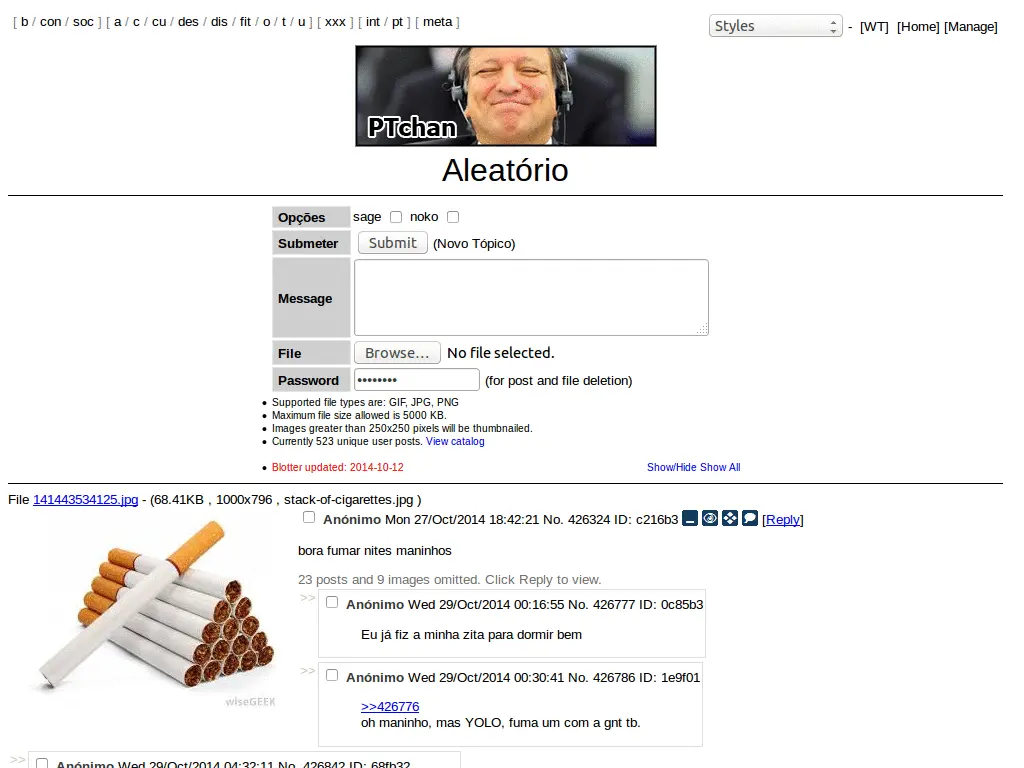 [ b / con / soc ] [ a / c / cu / des / dis / fit / o / t / u ] [ xxx ] [ int / pt ] [ meta ]
Styles - [WT] [Home] [Manage]
PTchan
Aleatório
Opções sage noko
Submeter Submit (Novo Tópico)
Message
File Browse... No file selected.
Password •••••••• (for post and file deletion)
• Supported file types are: GIF, JPG, PNG
• Maximum file size allowed is 5000 KB.
• Images greater than 250x250 pixels will be thumbnailed.
• Currently 523 unique user posts. View catalog
• Blotter updated: 2014-10-12 Show/Hide Show All
File 141443534125.jpg - (68.41KB , 1000x796 , stack-of-cigarettes.jpg )
Anónimo Mon 27/Oct/2014 18:42:21 No. 426324 ID: c216b3 [Reply]
bora fumar nites maninhos
23 posts and 9 images omitted. Click Reply to view.
>> Anónimo Wed 29/Oct/2014 00:16:55 No. 426777 ID: 0c85b3
Eu já fiz a minha zita para dormir bem
>> Anónimo Wed 29/Oct/2014 00:30:41 No. 426786 ID: 1e9f01
>>426776
oh maninho, mas YOLO, fuma um com a gnt tb.
wiseGEEK
>> Anónimo Wed 29/Oct/2014 04:32:11 No. 426842 ID: 68fb32